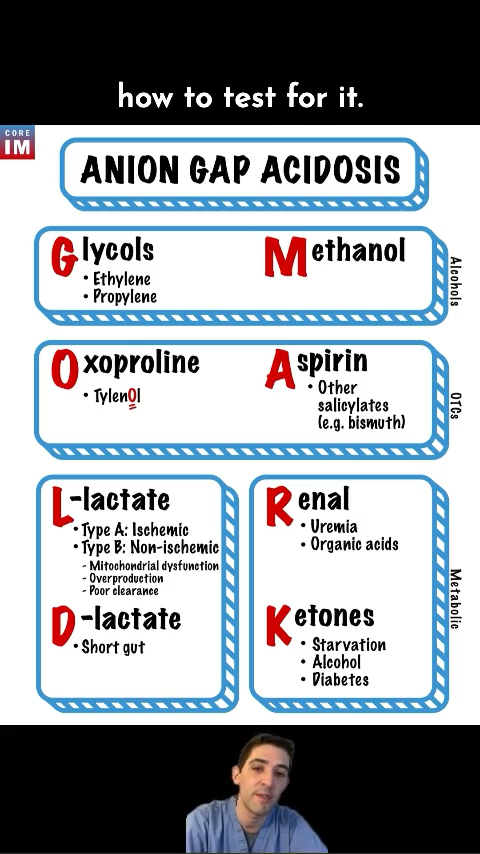 how to test for it.
CORE
IM
ANION GAP ACIDOSIS
Glycols
• Ethylene
• Propylene
Methanol
Alcohols
Oxoproline
• Tylenol
Aspirin
• Other
salicylates
(e.g. bismuth)
OTCs
L-lactate
• Type A: Ischemic
• Type B: Non-ischemic
- Mitochondrial dysfunction
- Overproduction
- Poor clearance
D-lactate
• Short gut
Renal
• Uremia
• Organic acids
Ketones
• Starvation
• Alcohol
• Diabetes
Metabolic